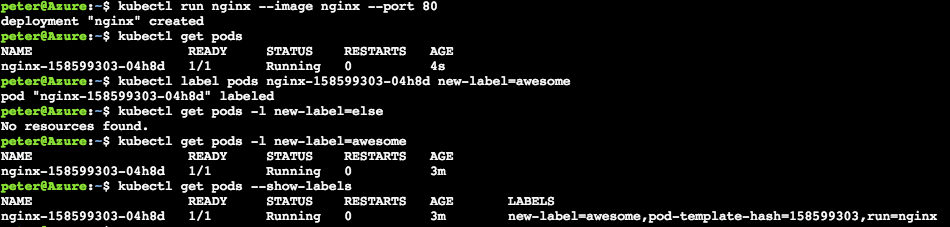 peter@Azure:~$ kubectl run nginx --image nginx --port 80
deployment "nginx" created
peter@Azure:~$ kubectl get pods
NAME READY STATUS RESTARTS AGE
nginx-158599303-04h8d 1/1 Running 0 4s
peter@Azure:~$ kubectl label pods nginx-158599303-04h8d new-label=awesome
pod "nginx-158599303-04h8d" labeled
peter@Azure:~$ kubectl get pods -l new-label=else
No resources found.
peter@Azure:~$ kubectl get pods -l new-label=awesome
NAME READY STATUS RESTARTS AGE
nginx-158599303-04h8d 1/1 Running 0 3m
peter@Azure:~$ kubectl get pods --show-labels
NAME READY STATUS RESTARTS AGE LABELS
nginx-158599303-04h8d 1/1 Running 0 3m new-label=awesome,pod-template-hash=158599303,run=nginx